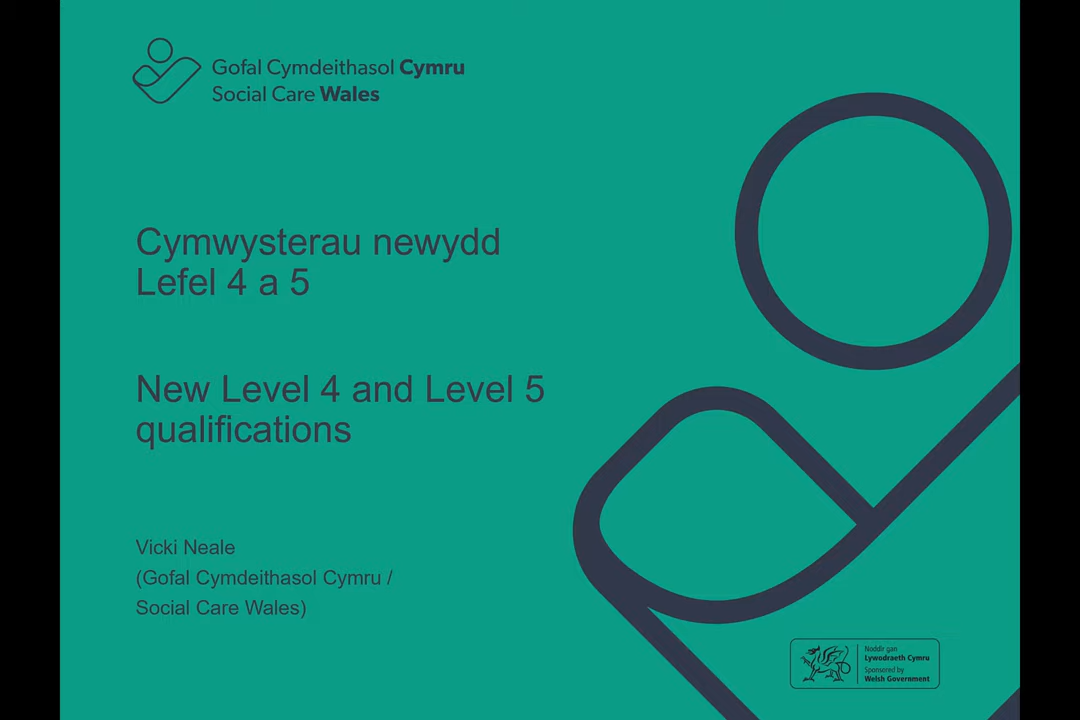 Gofal Cymdeithasol Cymru
Social Care Wales
Cymwysterau newydd
Lefel 4 a 5
New Level 4 and Level 5
qualifications
Vicki Neale
(Gofal Cymdeithasol Cymru /
Social Care Wales)
Noddir gan
Lywodraeth Cymru
Sponsored by
Welsh Government